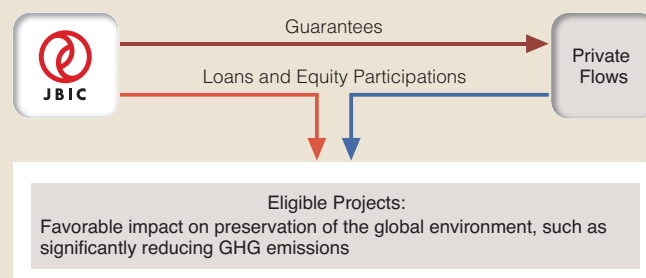 Guarantees
JBIC
Private
Flows
Loans and Equity Participations
Eligible Projects:
Favorable impact on preservation of the global environment, such as
significantly reducing GHG emissions